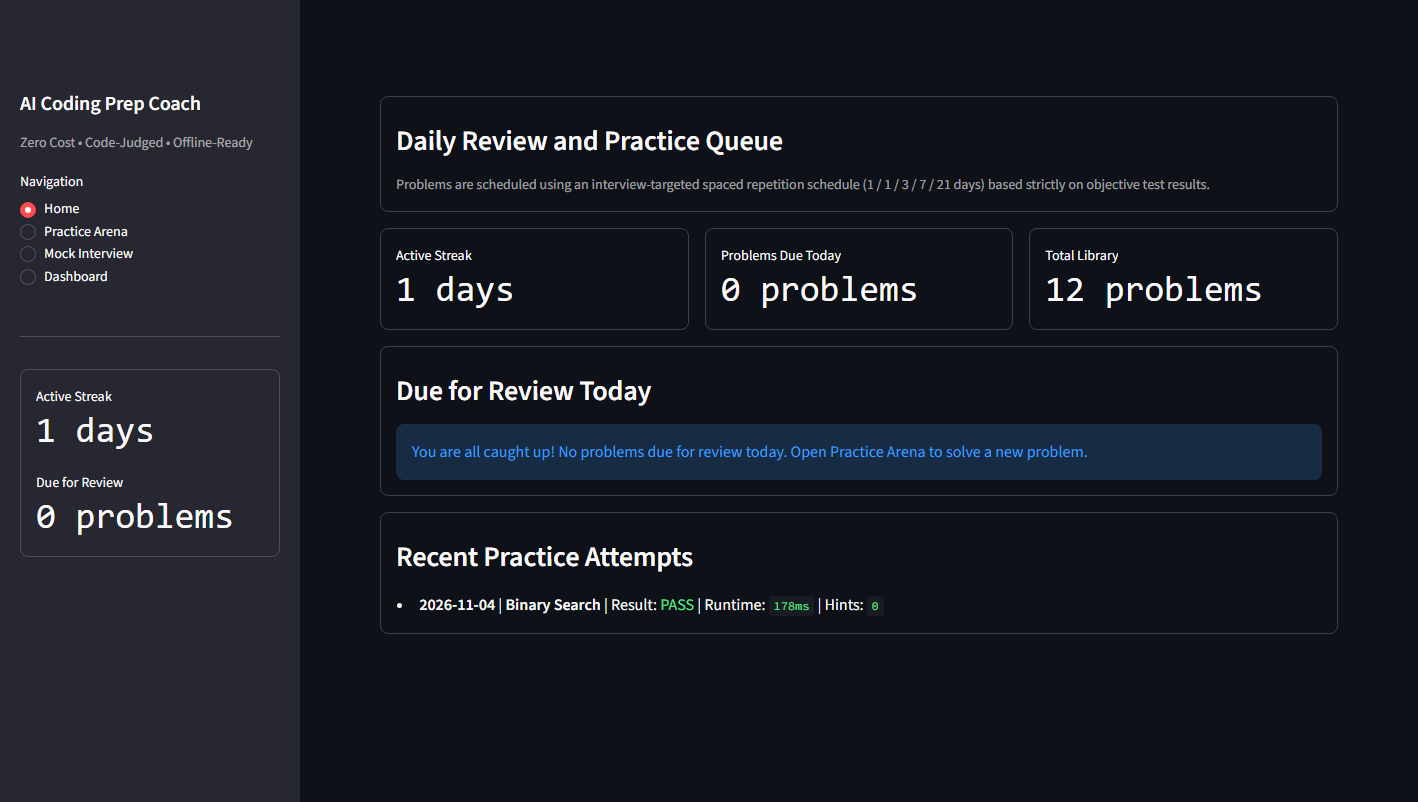 AI Coding Prep Coach
Zero Cost • Code-Judged • Offline-Ready
Navigation
Home
Practice Arena
Mock Interview
Dashboard
Active Streak
1 days
Due for Review
0 problems
Daily Review and Practice Queue
Problems are scheduled using an interview-targeted spaced repetition schedule (1 / 1 / 3 / 7 / 21 days) based strictly on objective test results.
Active Streak
1 days
Problems Due Today
0 problems
Total Library
12 problems
Due for Review Today
You are all caught up! No problems due for review today. Open Practice Arena to solve a new problem.
Recent Practice Attempts
• 2026-11-04 | Binary Search | Result: PASS | Runtime: 178ms | Hints: 0